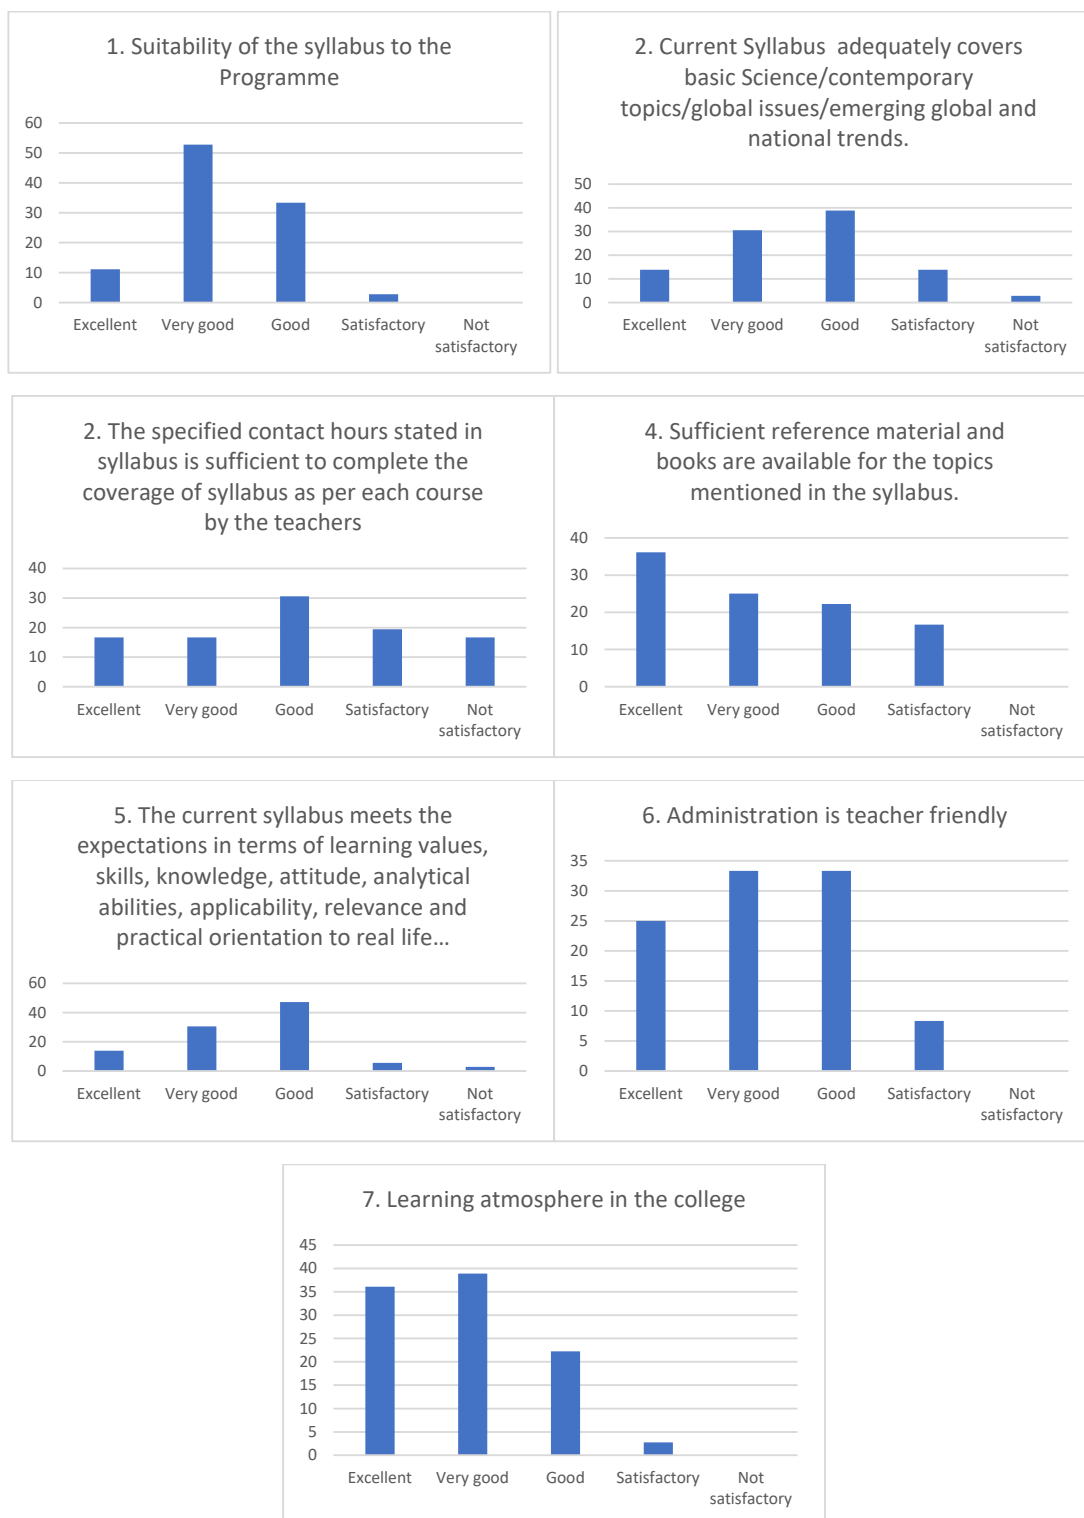 1. Suitability of the syllabus to the
Programme
60
50
40
30
20
10
0
Excellent Very good Good Satisfactory Not
satisfactory
2. Current Syllabus adequately covers
basic Science/contemporary
topics/global issues/emerging global and
national trends.
50
40
30
20
10
0
Excellent Very good Good Satisfactory Not
satisfactory
2. The specified contact hours stated in
syllabus is sufficient to complete the
coverage of syllabus as per each course
by the teachers
40
30
20
10
0
Excellent Very good Good Satisfactory Not
satisfactory
4. Sufficient reference material and
books are available for the topics
mentioned in the syllabus.
40
30
20
10
0
Excellent Very good Good Satisfactory Not
satisfactory
5. The current syllabus meets the
expectations in terms of learning values,
skills, knowledge, attitude, analytical
abilities, applicability, relevance and
practical orientation to real life...
60
40
20
0
Excellent Very good Good Satisfactory Not
satisfactory
6. Administration is teacher friendly
35
30
25
20
15
10
5
0
Excellent Very good Good Satisfactory Not
satisfactory
7. Learning atmosphere in the college
45
40
35
30
25
20
15
10
5
0
Excellent Very good Good Satisfactory Not
satisfactory